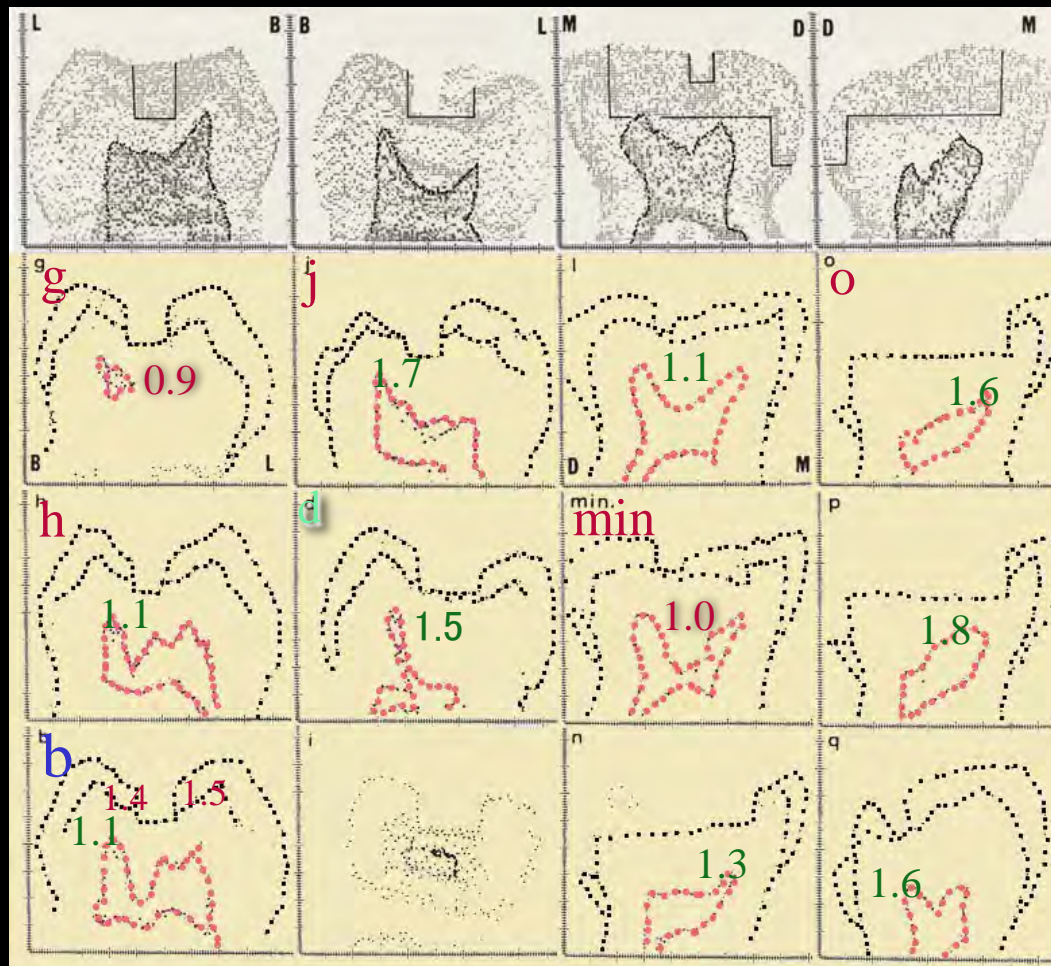 L B B L M D D M
g j l o
g j o
0.9 1.7 1.1 1.6
B L D M
h d min. p
h d min
1.1 1.5 1.0 1.8
b i n q
b
1.4 1.5
1.1 1.3 1.6